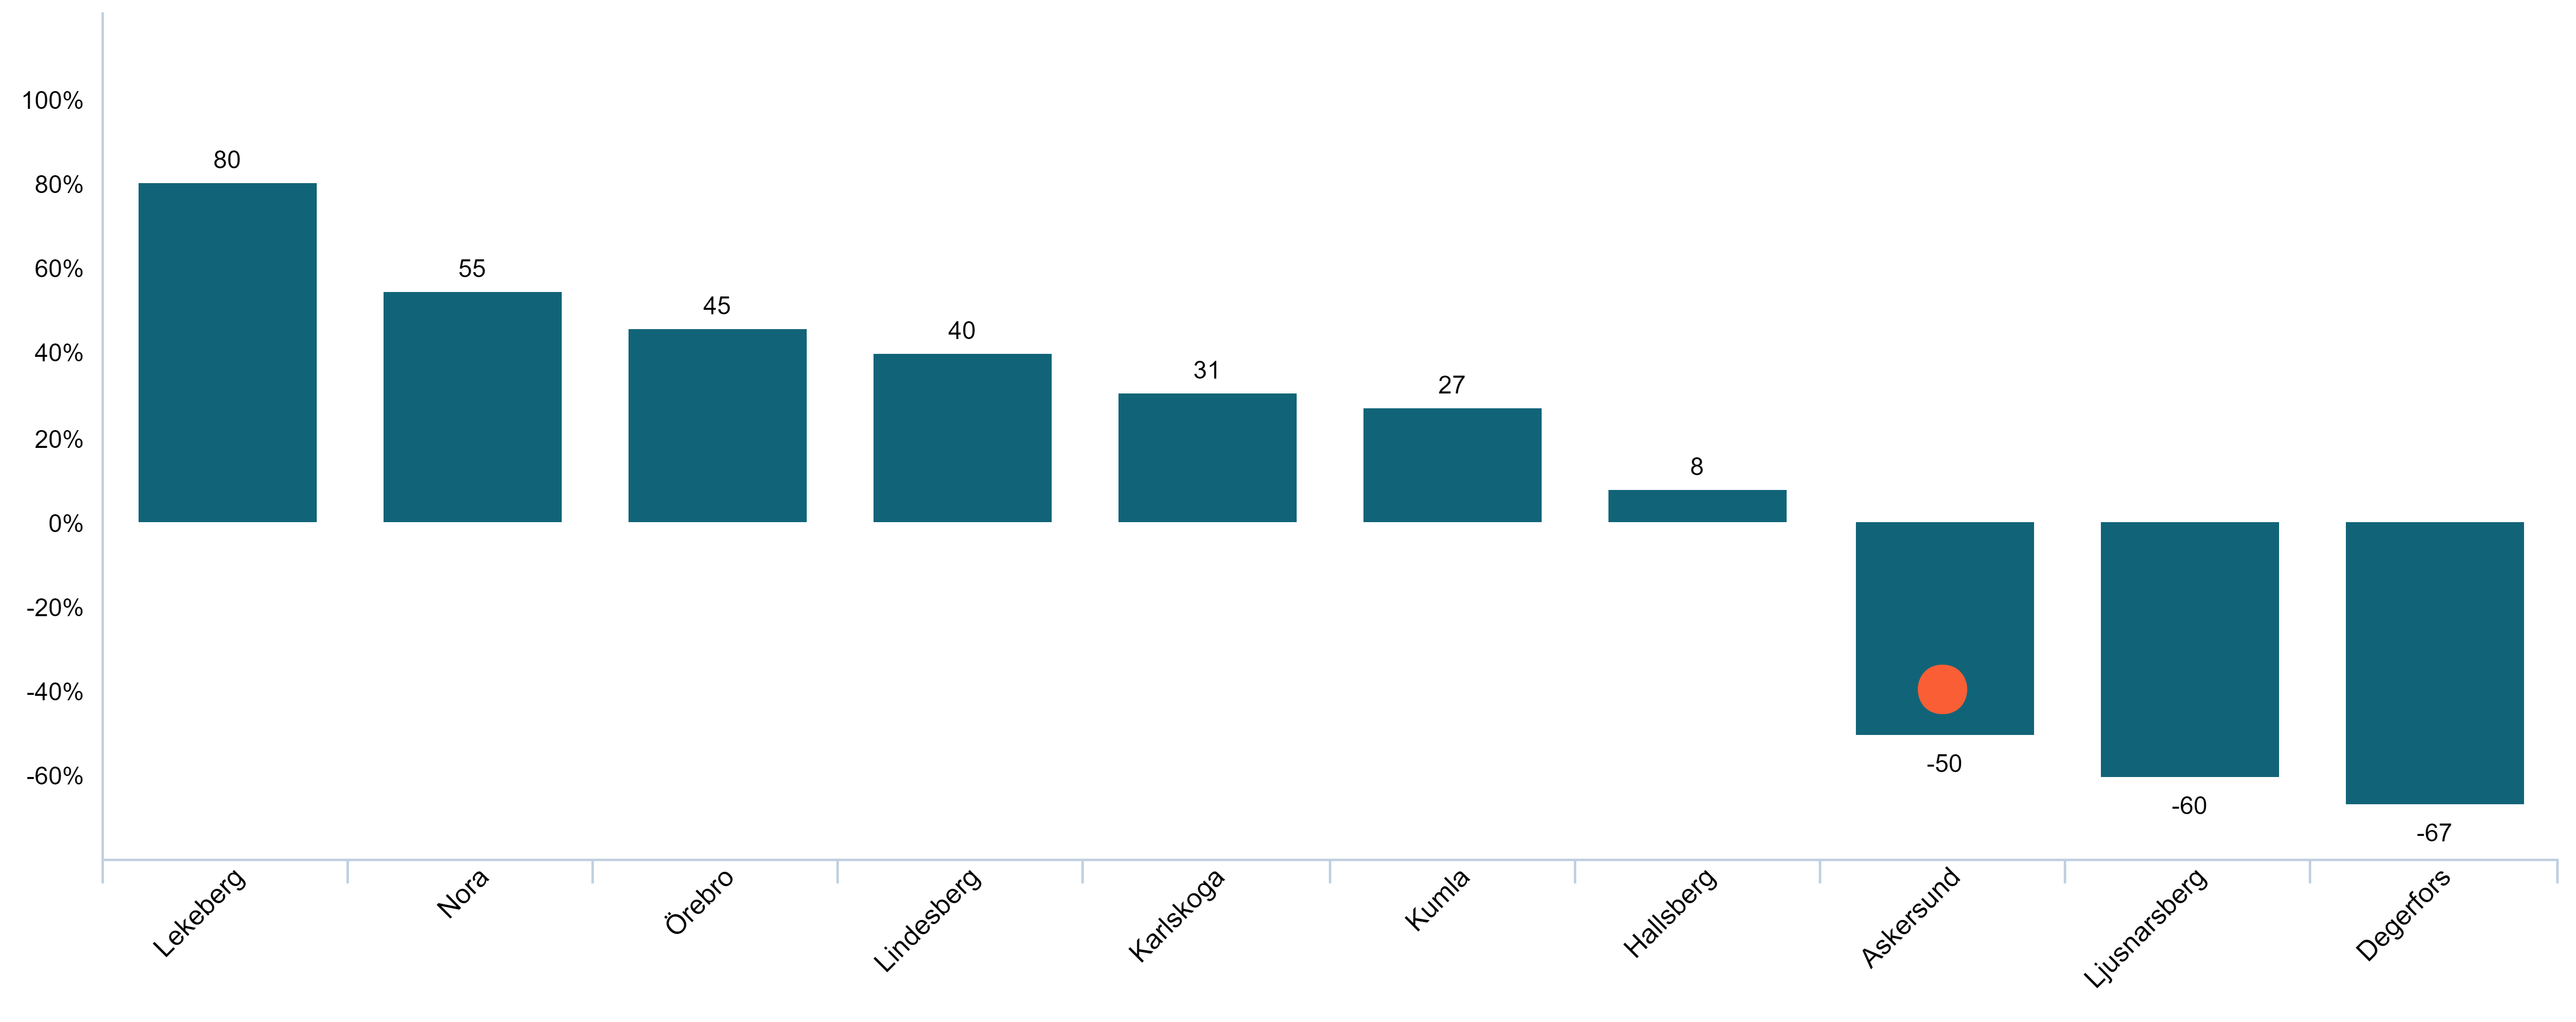 100%
80%
60%
40%
20%
0%
-20%
-40%
-60%
80
55
45
40
31
27
8
-50
-60
-67
Lekeberg
Nora
Örebro
Lindesberg
Karlskoga
Kumla
Hallsberg
Askersund
Ljusnarsberg
Degerfors